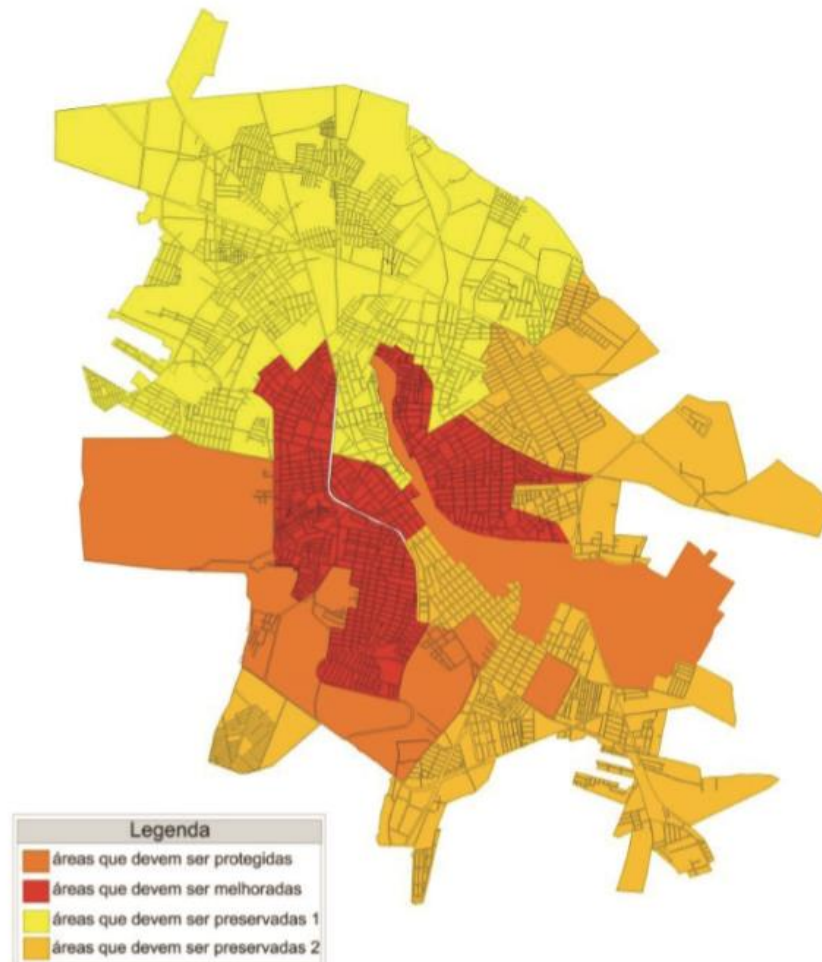 Legenda
áreas que devem ser protegidas
áreas que devem ser melhoradas
áreas que devem ser preservadas 1
áreas que devem ser preservadas 2